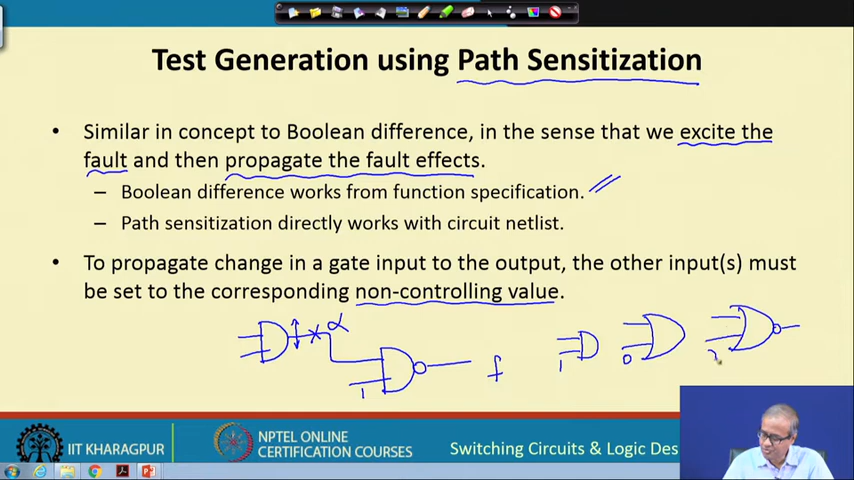 Test Generation using Path Sensitization
• Similar in concept to Boolean difference, in the sense that we excite the
fault and then propagate the fault effects.
– Boolean difference works from function specification.
– Path sensitization directly works with circuit netlist.
• To propagate change in a gate input to the output, the other input(s) must
be set to the corresponding non-controlling value.
α
1
f
1
0
IIT KHARAGPUR
NPTEL ONLINE
CERTIFICATION COURSES
Switching Circuits & Logic Des